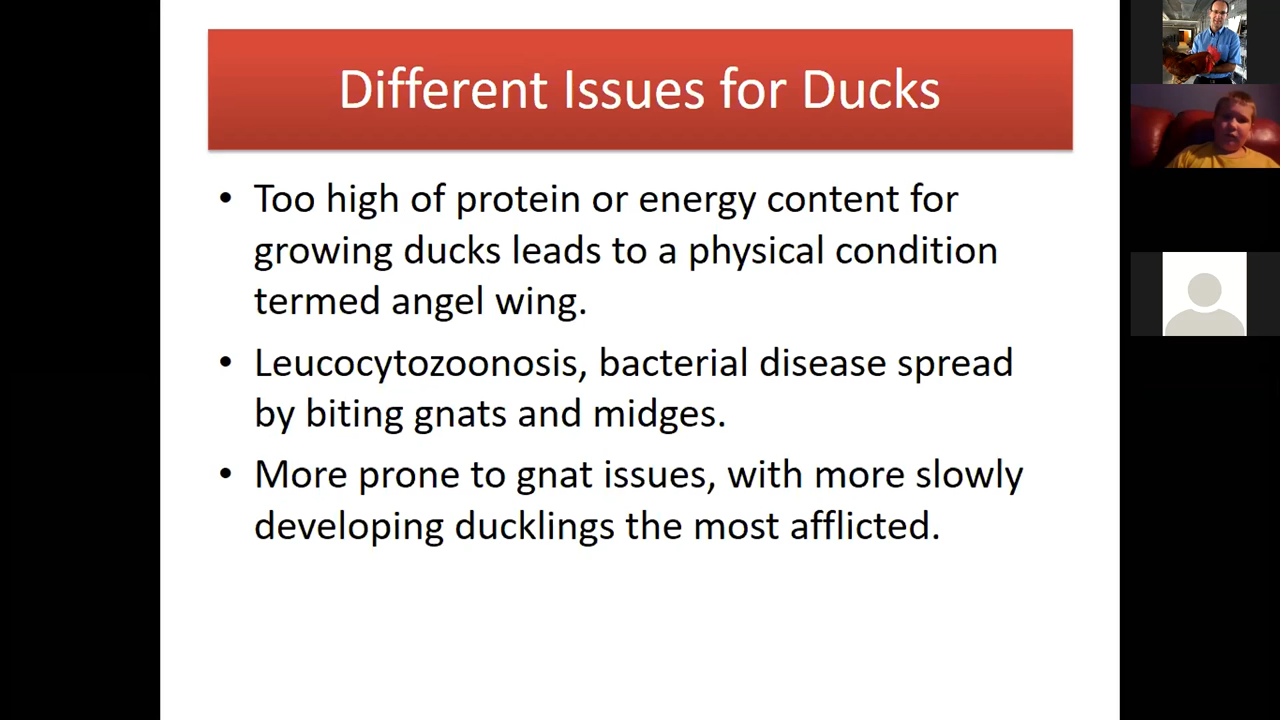 Different Issues for Ducks
• Too high of protein or energy content for
growing ducks leads to a physical condition
termed angel wing.
• Leucocytozoonosis, bacterial disease spread
by biting gnats and midges.
• More prone to gnat issues, with more slowly
developing ducklings the most afflicted.